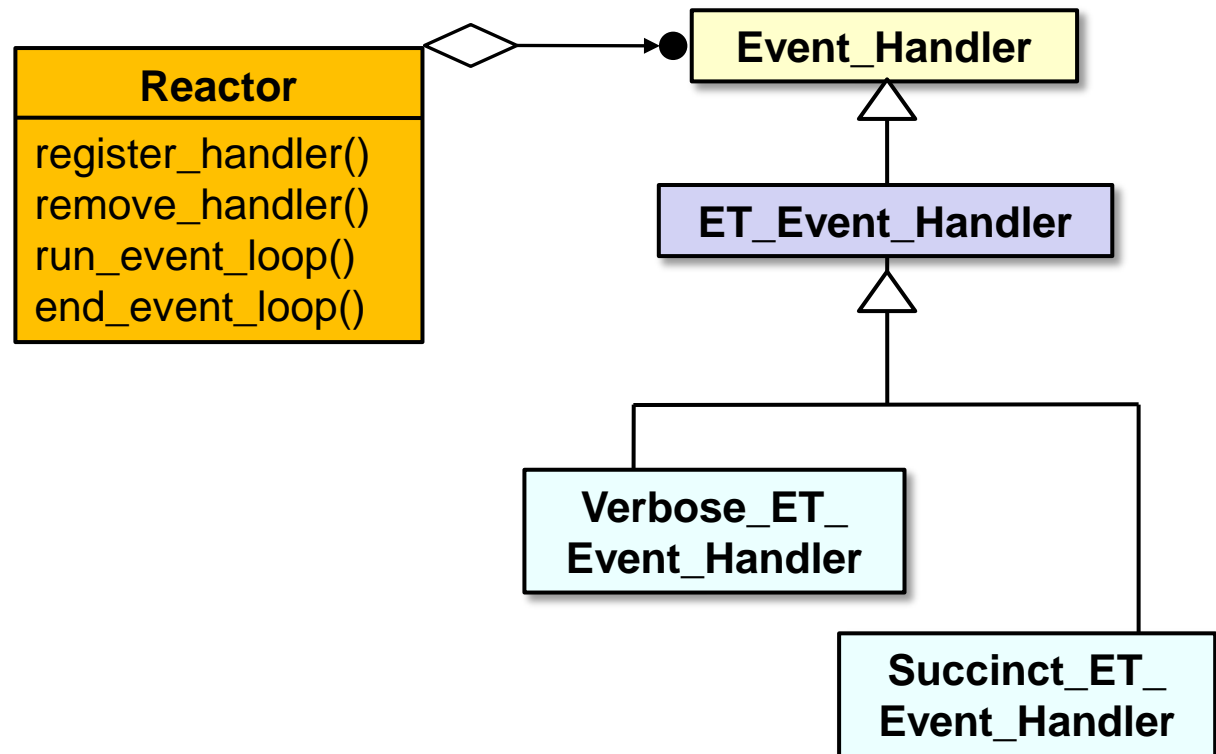 Reactor
register_handler()
remove_handler()
run_event_loop()
end_event_loop()
Event_Handler
ET_Event_Handler
Verbose_ET_
Event_Handler
Succinct_ET_
Event_Handler